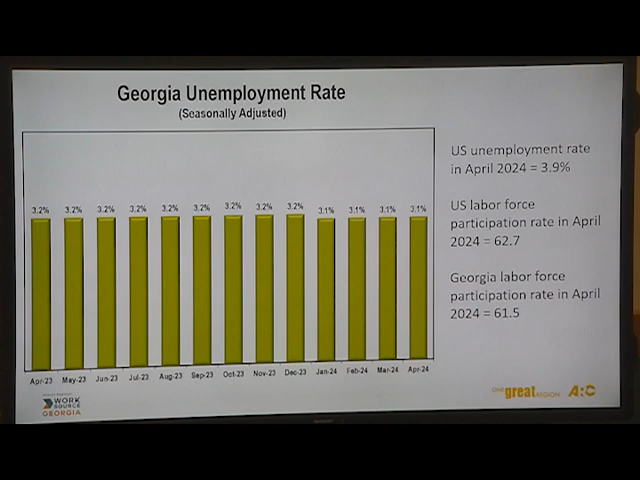 Georgia Unemployment Rate
(Seasonally Adjusted)
3.2% 3.2% 3.2% 3.2% 3.2% 3.2% 3.2% 3.2% 3.2% 3.1% 3.1% 3.1% 3.1%
Apr-23 May-23 Jun-23 Jul-23 Aug-23 Sep-23 Oct-23 Nov-23 Dec-23 Jan-24 Feb-24 Mar-24 Apr-24
US unemployment rate
in April 2024 = 3.9%
US labor force
participation rate in April
2024 = 62.7
Georgia labor force
participation rate in April
2024 = 61.5
WORK
SOURCE
GEORGIA
ONE great REGION
ARC